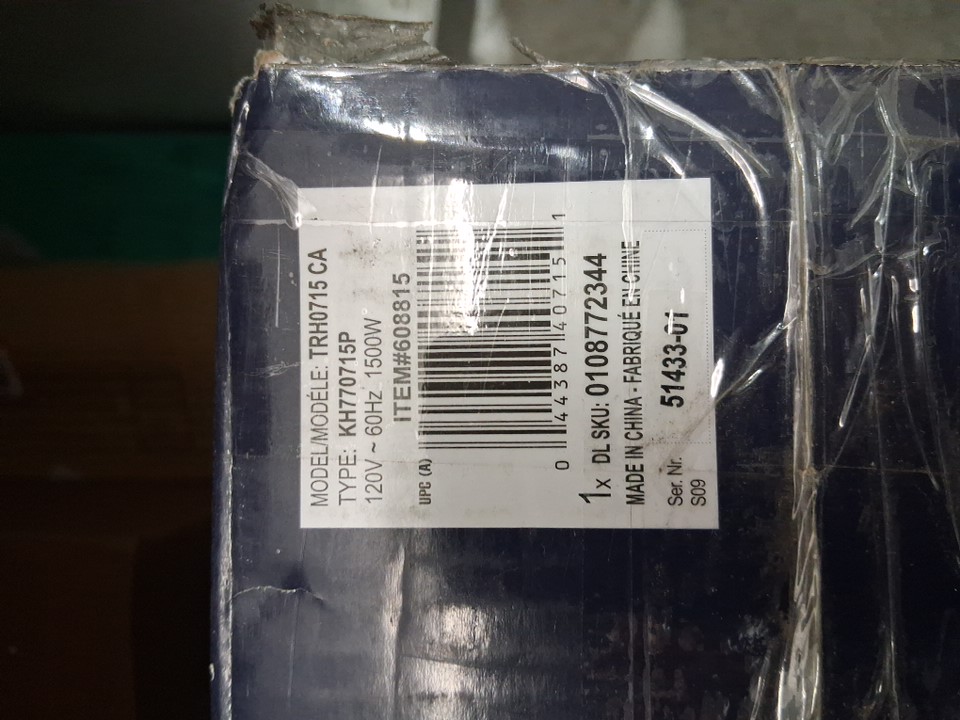 MODEL/MODÉLE: TRH0715 CA
TYPE: KH770715P
120V ~ 60Hz 1500W
ITEM#608815
UPC (A)
0 44387 40715 1
1x DL SKU: 0108772344
MADE IN CHINA - FABRIQUÉ EN CHINE
Ser. Nr. 51433-01
S09